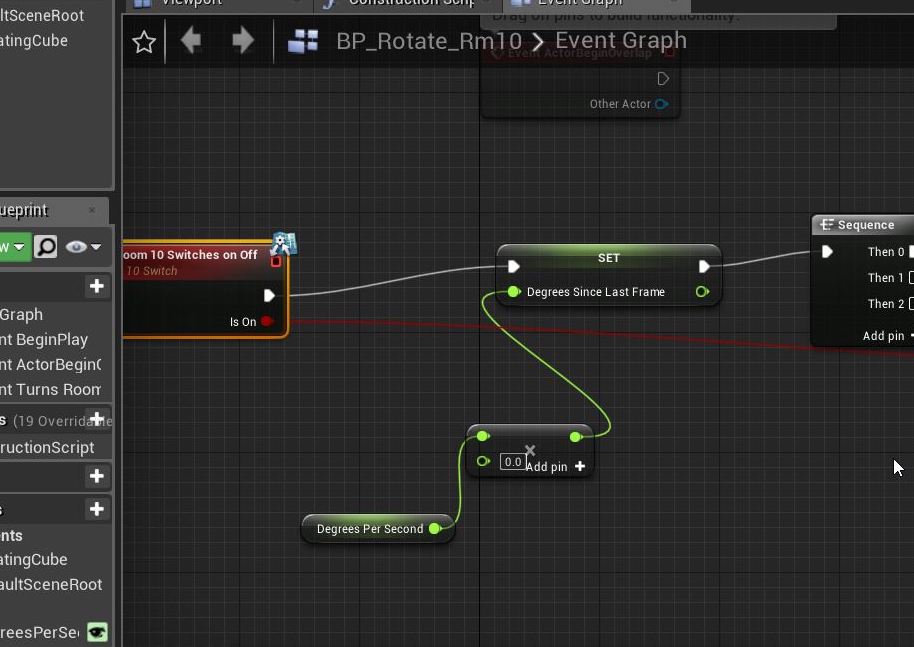 Viewport
Construction Scrip
Event Graph
ltSceneRoot
atingCube
Drag off pins to build functionality.
BP_Rotate_Rm10 > Event Graph
Event ActorBeginOverlap
Other Actor
ueprint
w
Graph
nt BeginPlay
nt ActorBeginO
nt Turns Room
s (19 Overridable
ructionScript
s
nts
atingCube
aultSceneRoot
reesPerSe
oom 10 Switches on Off
10 Switch
Is On
SET
Degrees Since Last Frame
Sequence
Then 0
Then 1
Then 2
Add pin +
0.0
Add pin +
Degrees Per Second